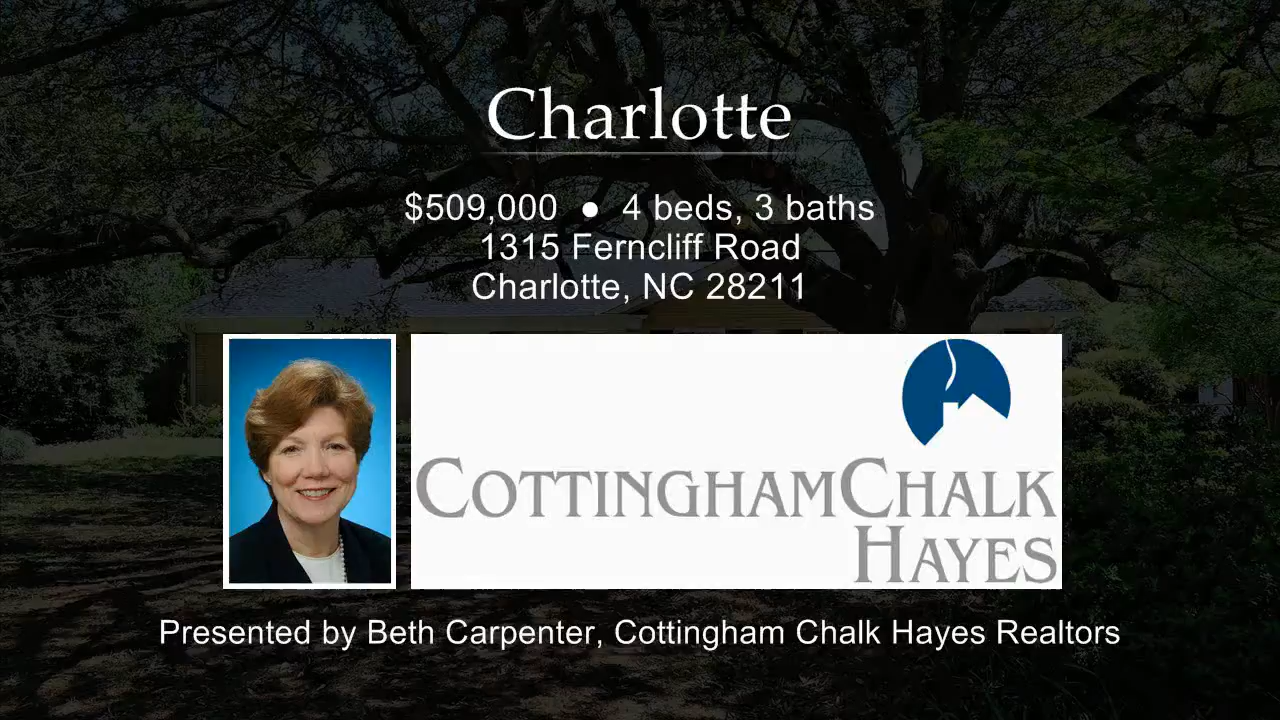 Charlotte
$509,000 ● 4 beds, 3 baths
1315 Ferncliff Road
Charlotte, NC 28211
COTTINGHAMCHALK
HAYES
Presented by Beth Carpenter, Cottingham Chalk Hayes Realtors